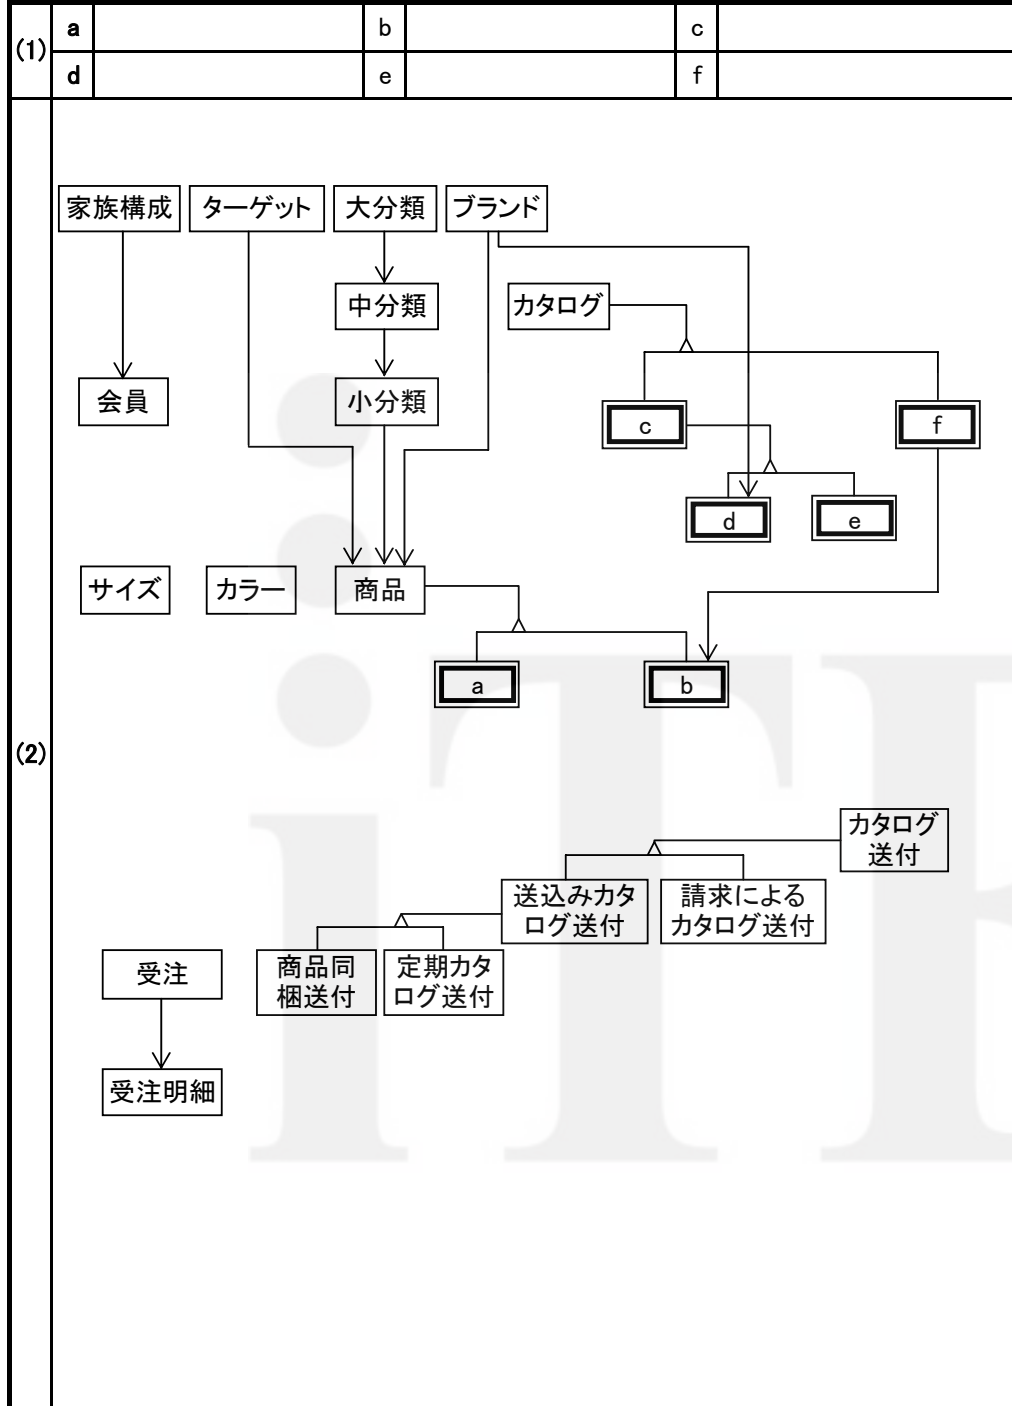 (1)
a
b
c
d
e
f
(2)
家族構成
ターゲット
大分類
ブランド
中分類
カタログ
会員
小分類
c
f
d
e
サイズ
カラー
商品
a
b
カタログ
送付
送込みカタ
ログ送付
請求による
カタログ送付
受注
商品同
梱送付
定期カタ
ログ送付
受注明細
iTE